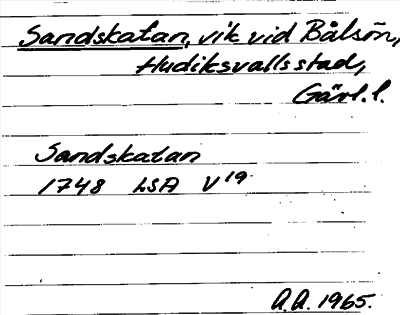 Sandskatan, vik vid Bålsön,
Hudiksvalls stad,
Gävl. l.
Sandskatan
1748 LSA V19.
A.A. 1965.